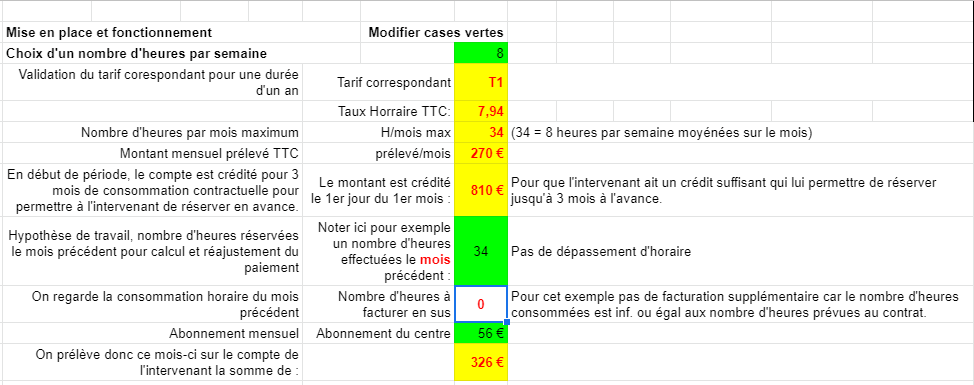 Mise en place et fonctionnement Modifier cases vertes
Choix d'un nombre d'heures par semaine 8
Validation du tarif corespondant pour une durée
d'un an Tarif correspondant T1
Taux Horraire TTC: 7,94
Nombre d'heures par mois maximum H/mois max 34 (34 = 8 heures par semaine moyénées sur le mois)
Montant mensuel prélevé TTC prélevé/mois 270 €
En début de période, le compte est crédité pour 3
mois de consommation contractuelle pour
permettre à l'intervenant de réserver en avance.
Le montant est crédité
le 1er jour du 1er mois :
810 €
Pour que l'intervenant ait un crédit suffisant qui lui permettre de réserver
jusqu'à 3 mois à l'avance.
Hypothèse de travail, nombre d'heures réservées
le mois précédent pour calcul et réajustement du
paiement
Noter ici pour exemple
un nombre d'heures
effectuées le mois
précédent :
34
Pas de dépassement d'horaire
On regarde la consommation horaire du mois
précédent
Nombre d'heures à
facturer en sus
0
Pour cet exemple pas de facturation supplémentaire car le nombre d'heures
consommées est inf. ou égal aux nombre d'heures prévues au contrat.
Abonnement mensuel Abonnement du centre 56 €
On prélève donc ce mois-ci sur le compte de
l'intervenant la somme de :
326 €